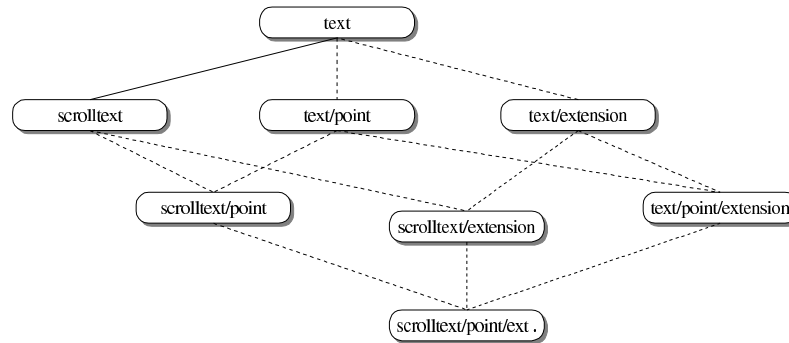 text
scrolltext
text/point
text/extension
scrolltext/point
scrolltext/extension
text/point/extension
scrolltext/point/ext .